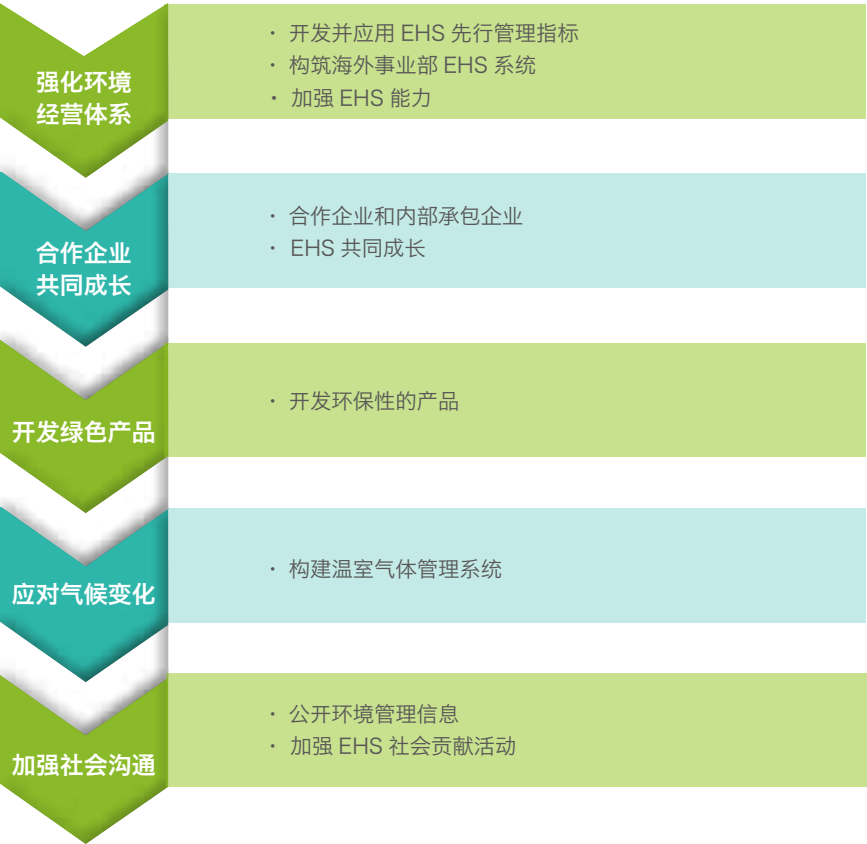 强化环境
经营体系
· 开发并应用 EHS 先行管理指标
· 构筑海外事业部 EHS 系统
· 加强 EHS 能力
合作企业
共同成长
· 合作企业和内部承包企业
· EHS 共同成长
开发绿色产品
· 开发环保性的产品
应对气候变化
· 构建温室气体管理系统
加强社会沟通
· 公开环境管理信息
· 加强 EHS 社会贡献活动